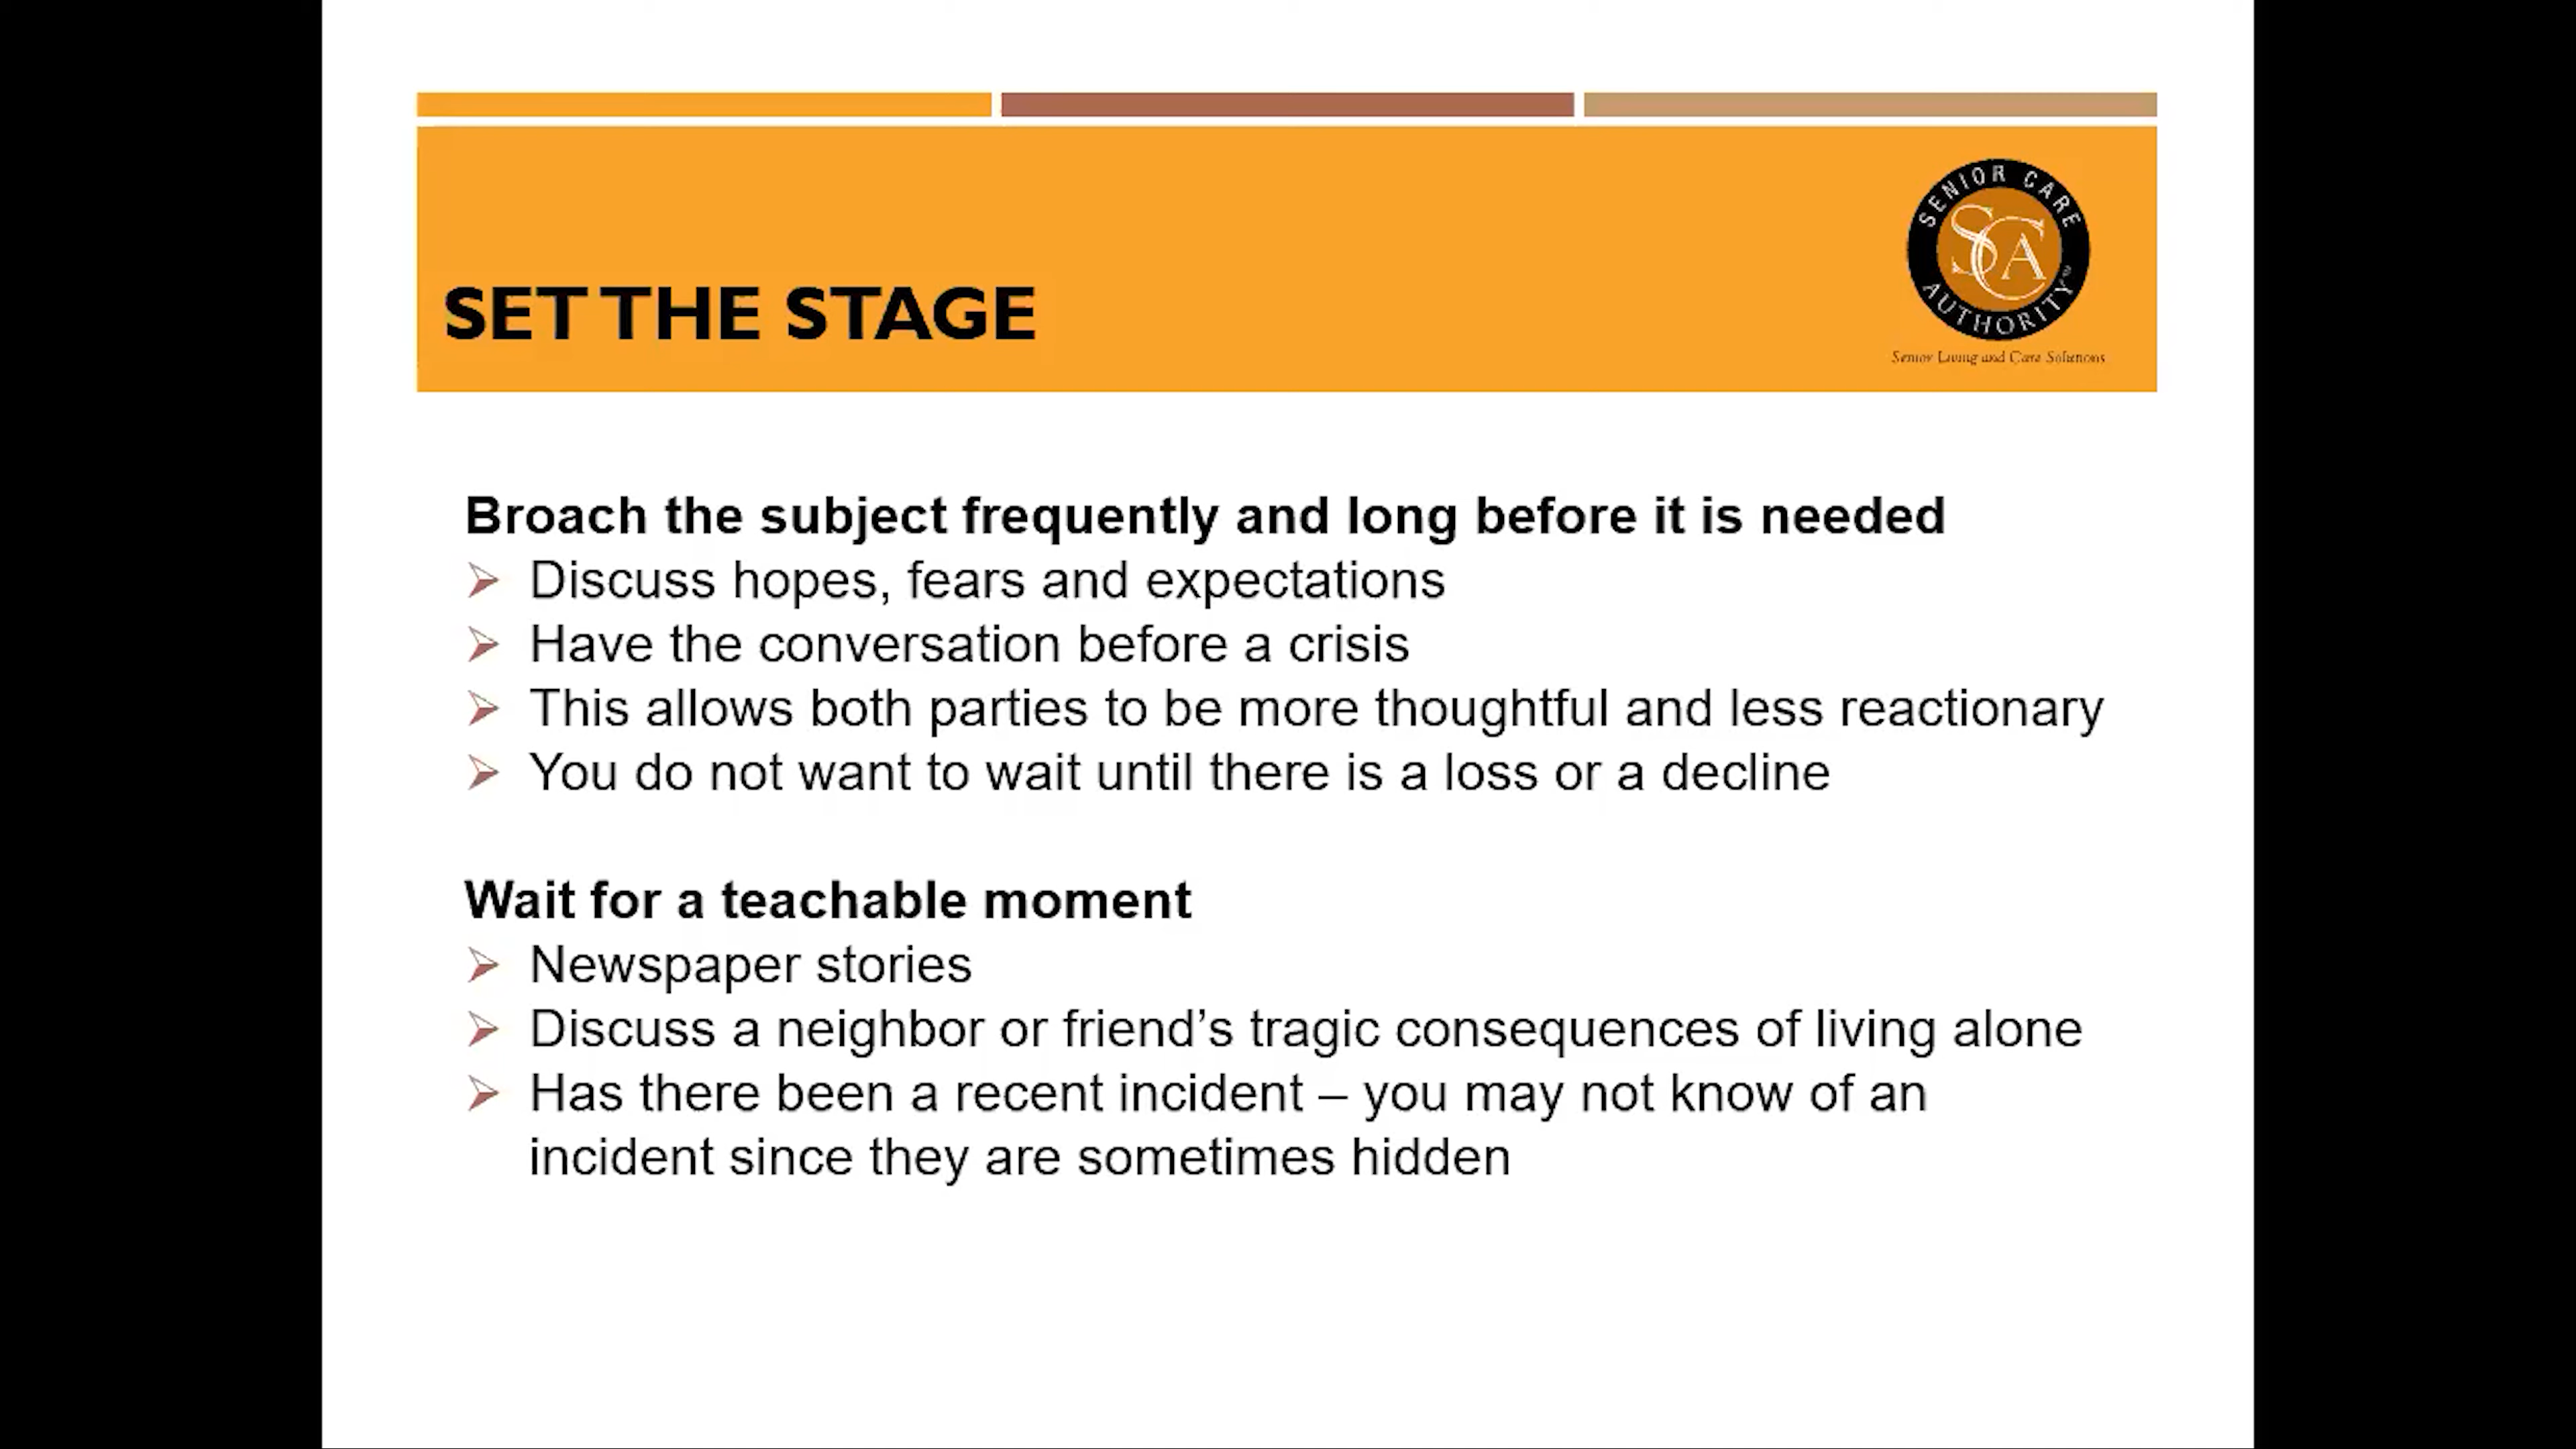 SET THE STAGE
SENIOR CARE
SCA
AUTHORITY
Senior Living and Care Solutions
Broach the subject frequently and long before it is needed
Discuss hopes, fears and expectations
Have the conversation before a crisis
This allows both parties to be more thoughtful and less reactionary
You do not want to wait until there is a loss or a decline
Wait for a teachable moment
Newspaper stories
Discuss a neighbor or friend’s tragic consequences of living alone
Has there been a recent incident – you may not know of an
incident since they are sometimes hidden